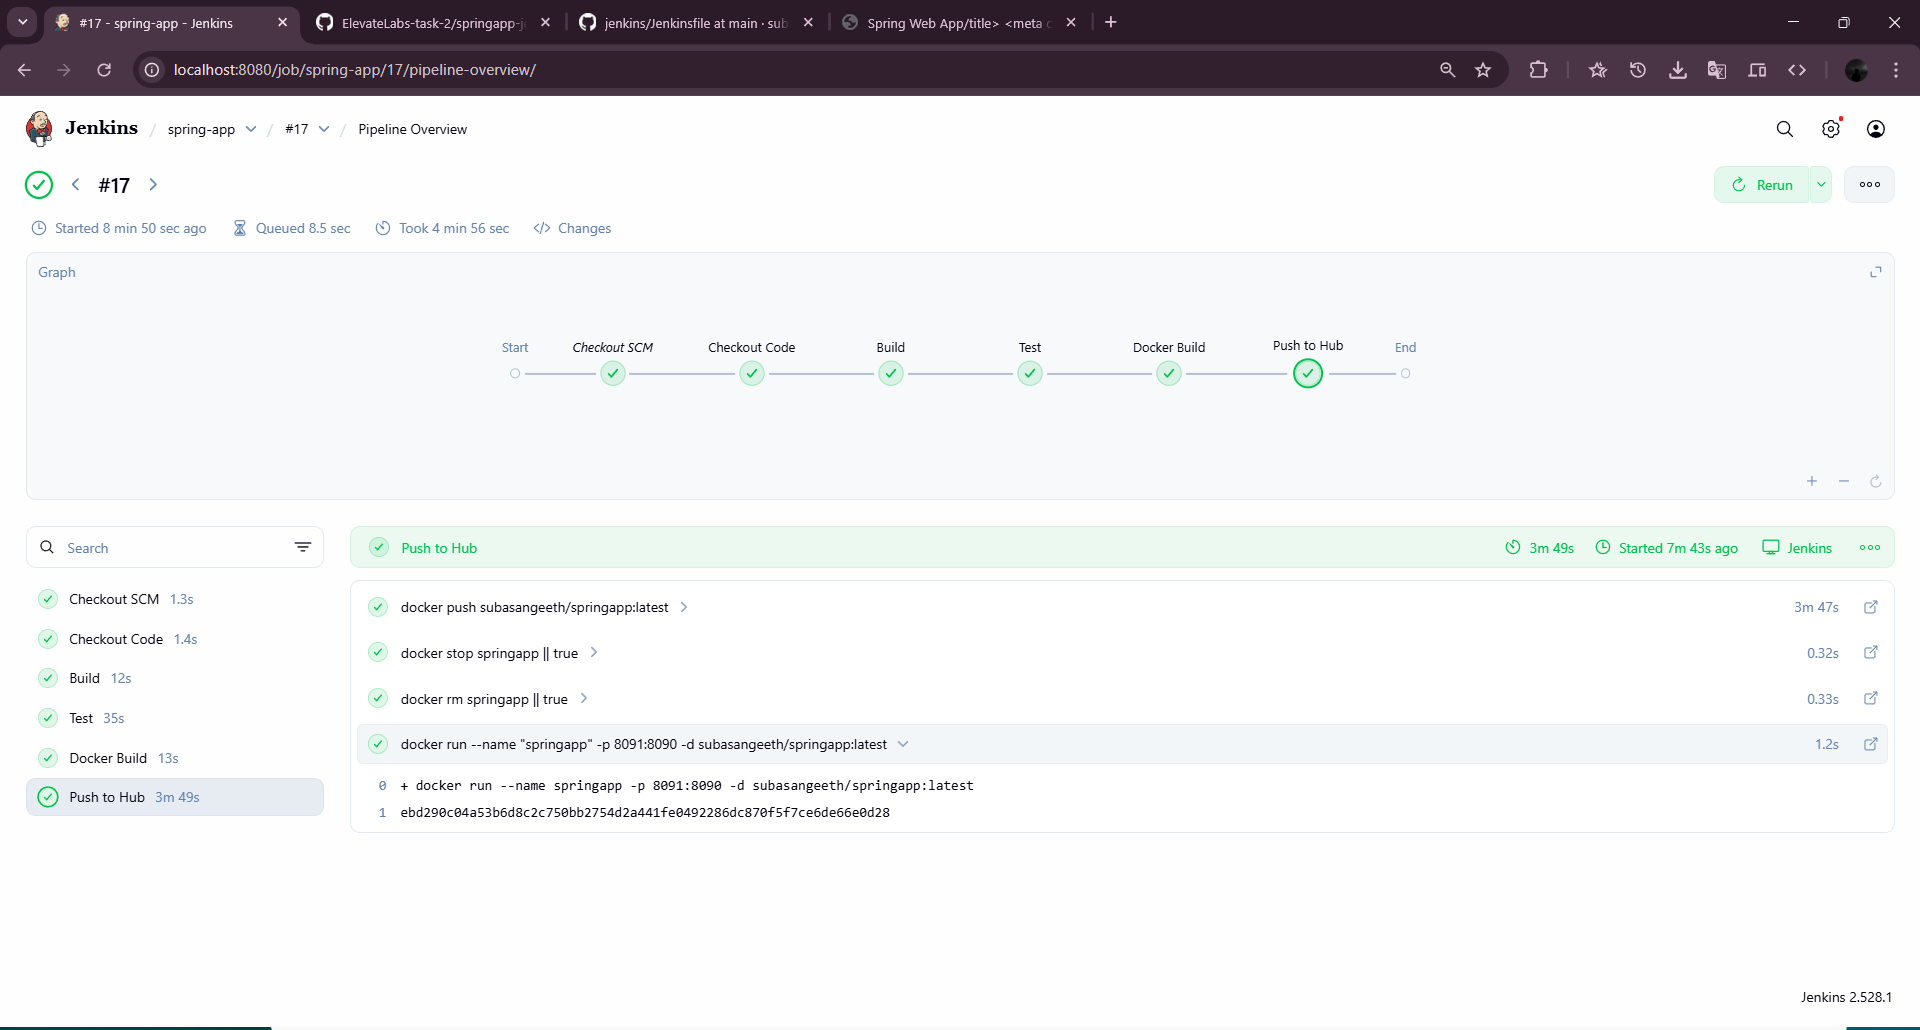 #17 - spring-app - Jenkins
ElevateLabs-task-2/springapp-j
jenkins/Jenkinsfile at main · sub
Spring Web App/title> <meta c
localhost:8080/job/spring-app/17/pipeline-overview/
Jenkins / spring-app / #17 / Pipeline Overview
#17
Rerun
Started 8 min 50 sec ago
Queued 8.5 sec
Took 4 min 56 sec
Changes
Graph
Start
Checkout SCM
Checkout Code
Build
Test
Docker Build
Push to Hub
End
Search
Checkout SCM 1.3s
Checkout Code 1.4s
Build 12s
Test 35s
Docker Build 13s
Push to Hub 3m 49s
Push to Hub
3m 49s
Started 7m 43s ago
Jenkins
docker push subasangeeth/springapp:latest
3m 47s
docker stop springapp || true
0.32s
docker rm springapp || true
0.33s
docker run --name "springapp" -p 8091:8090 -d subasangeeth/springapp:latest
1.2s
0 + docker run --name springapp -p 8091:8090 -d subasangeeth/springapp:latest
1 ebd290c04a53b6d8c2c750bb2754d2a441fe0492286dc870f5f7ce6de66e0d28
Jenkins 2.528.1